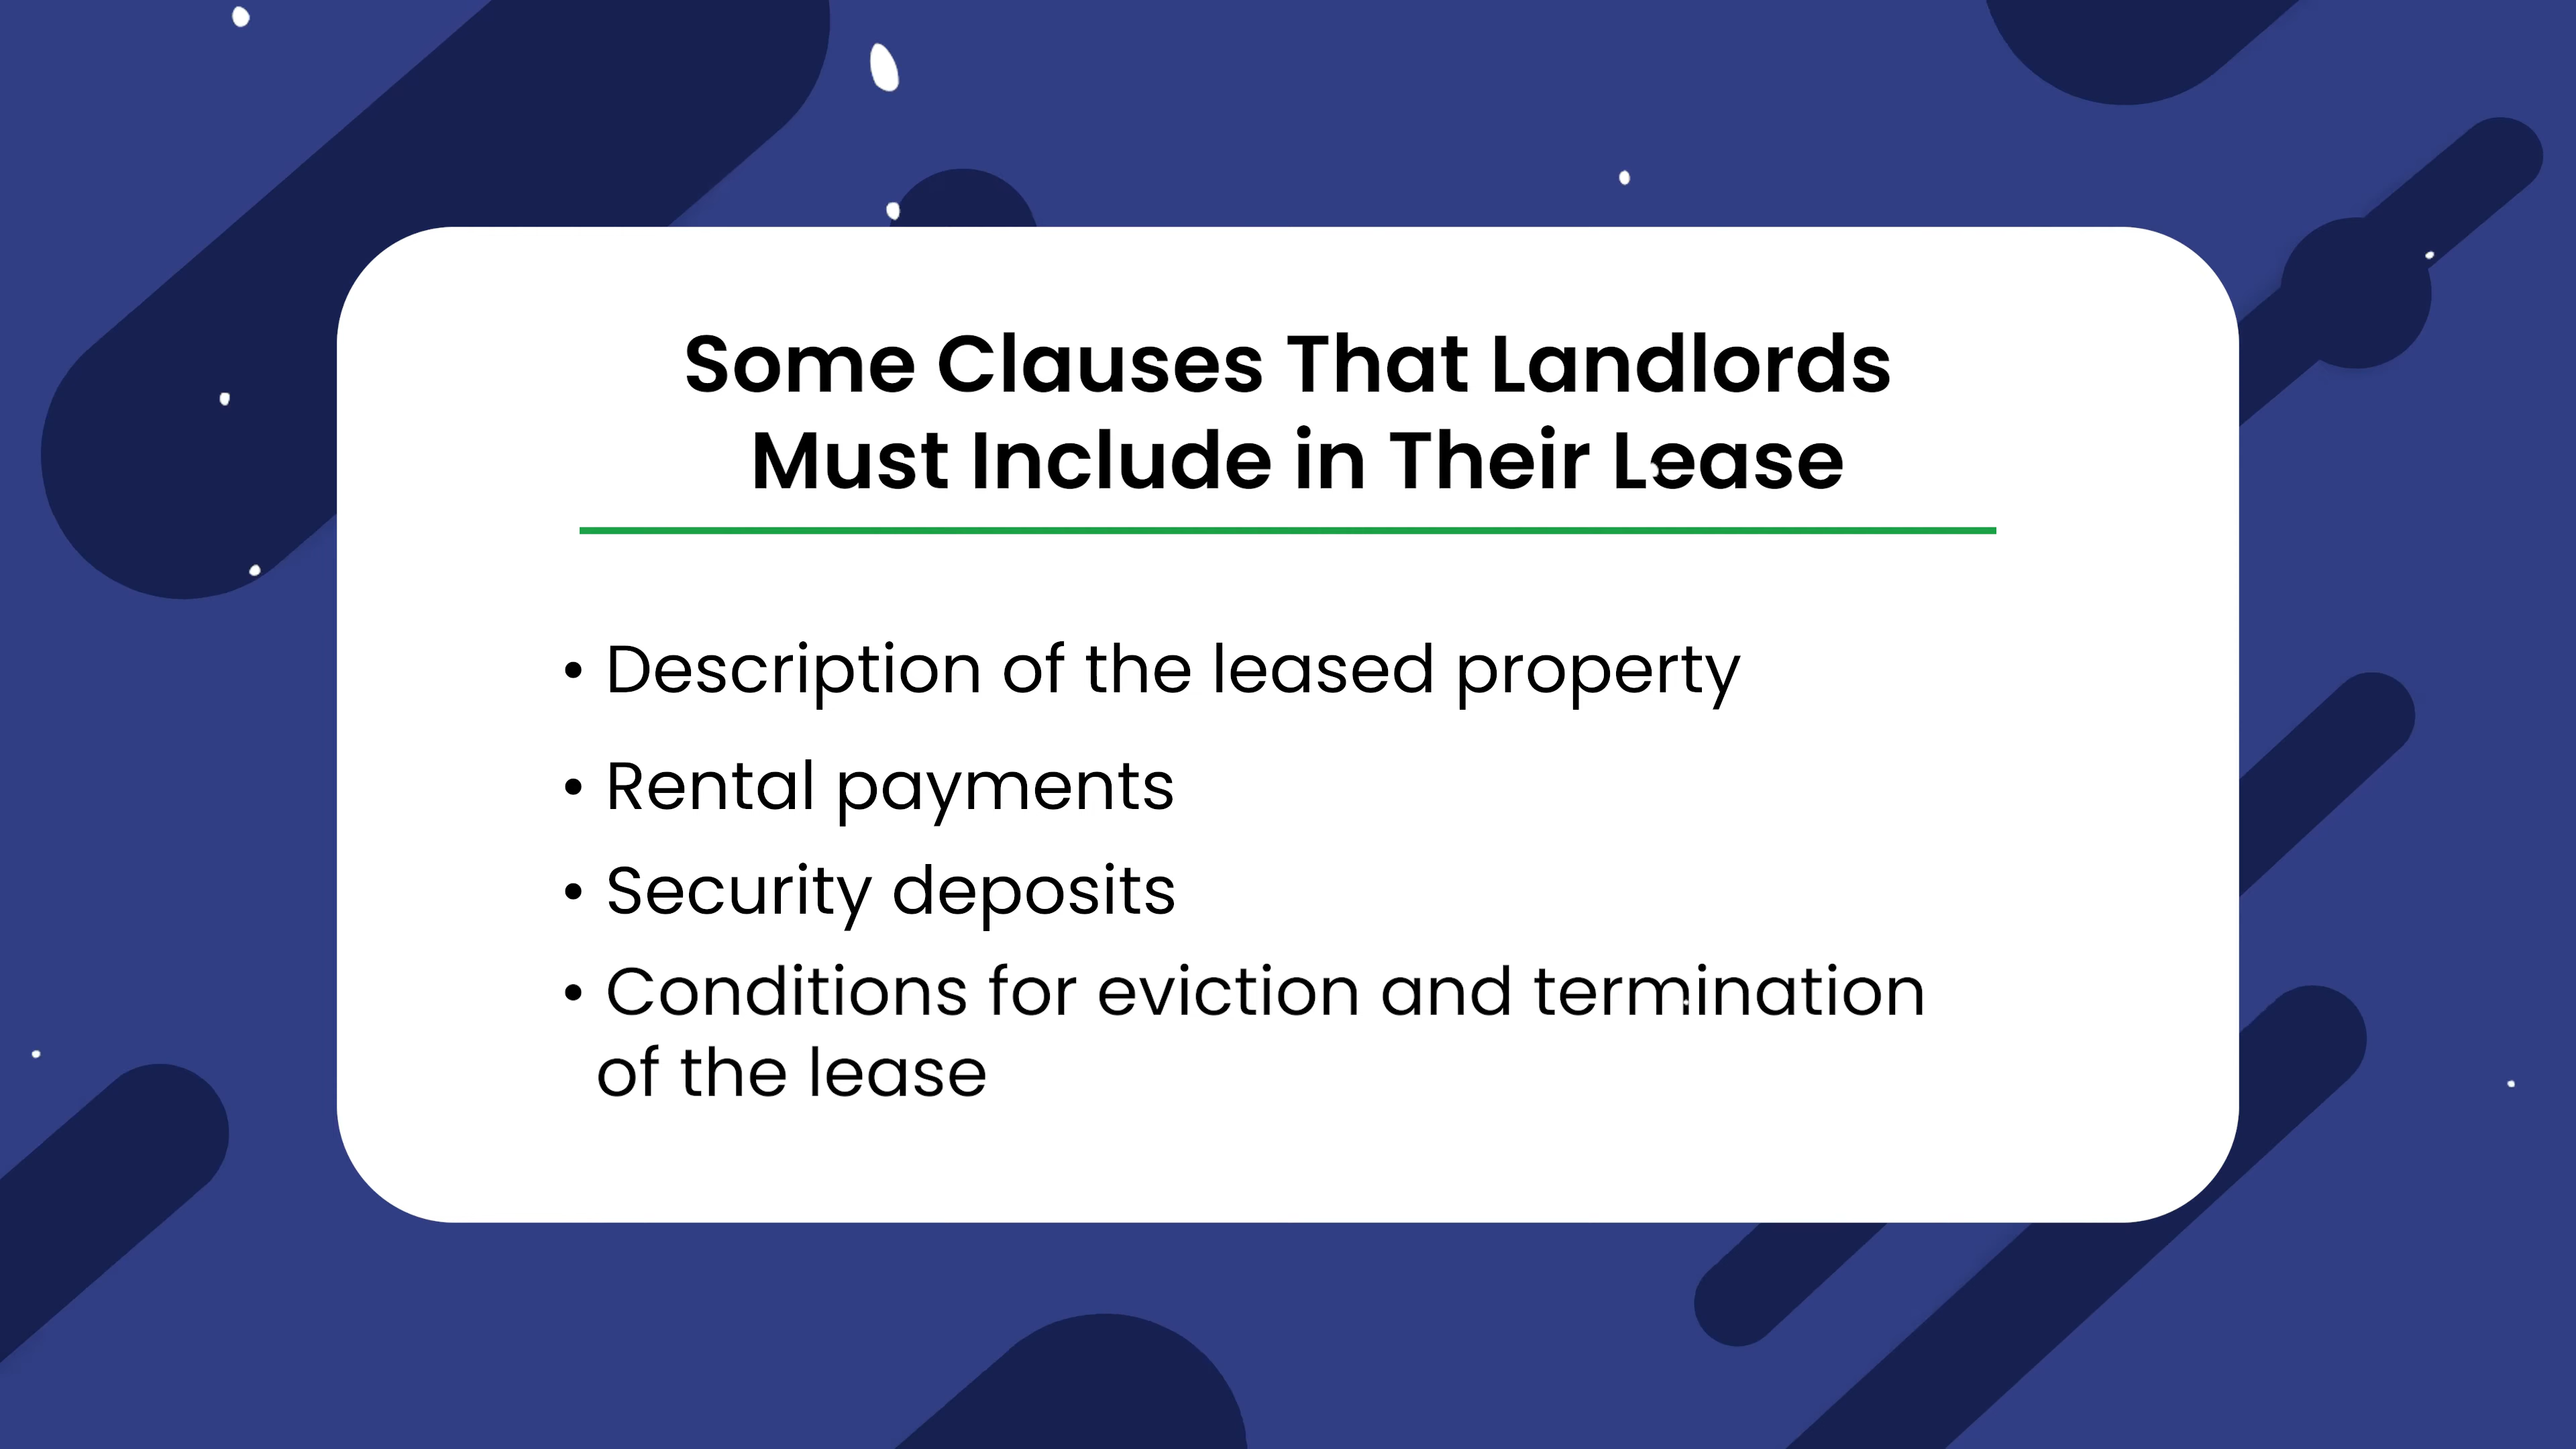 Some Clauses That Landlords
Must Include in Their Lease
• Description of the leased property
• Rental payments
• Security deposits
• Conditions for eviction and termination
of the lease